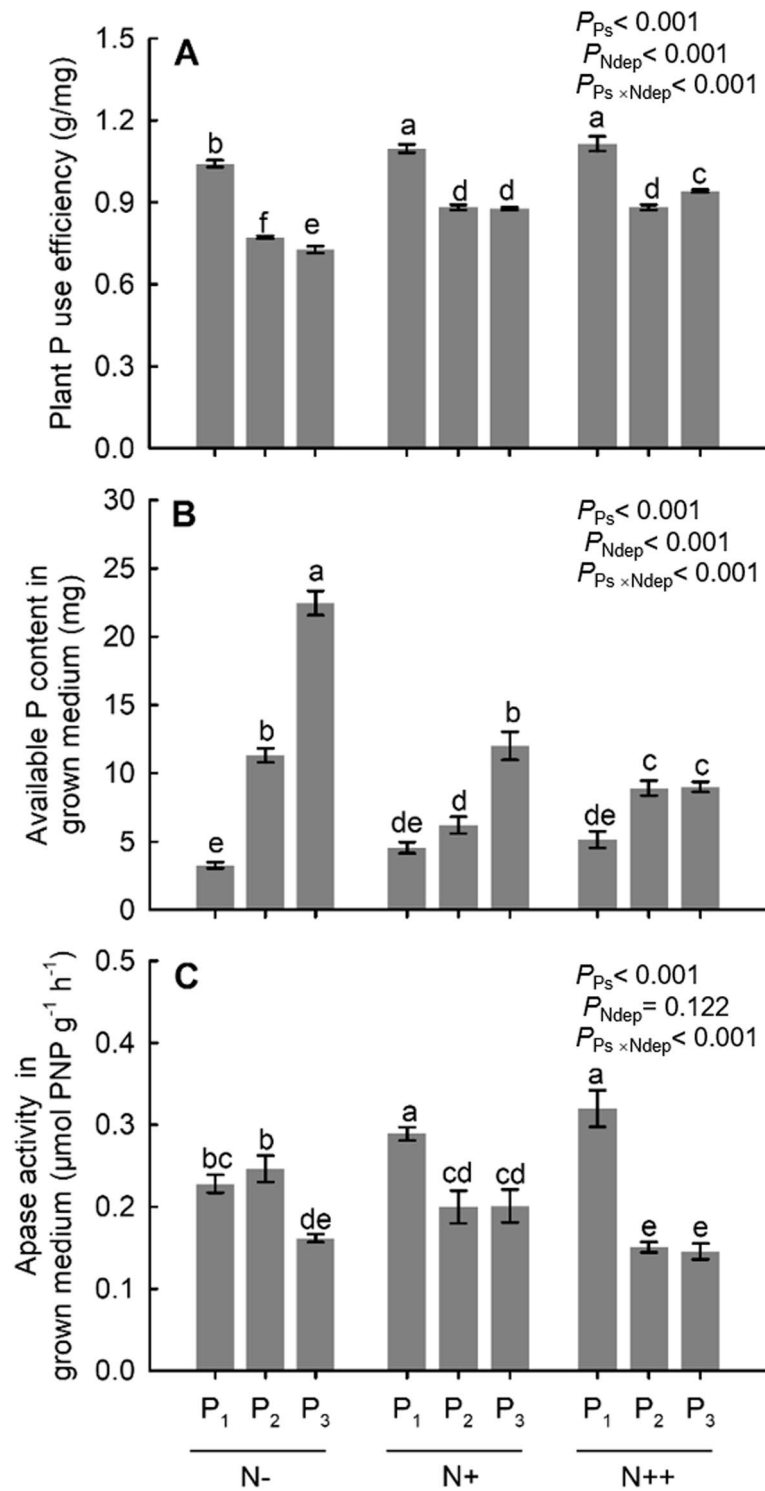 A
P_Ps < 0.001
P_Ndep < 0.001
P_Ps ×Ndep < 0.001
Plant P use efficiency (g/mg)
1.5
1.2
0.9
0.6
0.3
0.0
b f e a d d a d c
B
P_Ps < 0.001
P_Ndep < 0.001
P_Ps ×Ndep < 0.001
Available P content in
grown medium (mg)
30
25
20
15
10
5
0
e b a de d b de c c
C
P_Ps < 0.001
P_Ndep = 0.122
P_Ps ×Ndep < 0.001
Apase activity in
grown medium (µmol PNP g⁻¹ h⁻¹)
0.5
0.4
0.3
0.2
0.1
0.0
bc b de a cd cd a e e
P₁ P₂ P₃ P₁ P₂ P₃ P₁ P₂ P₃
N- N+ N++